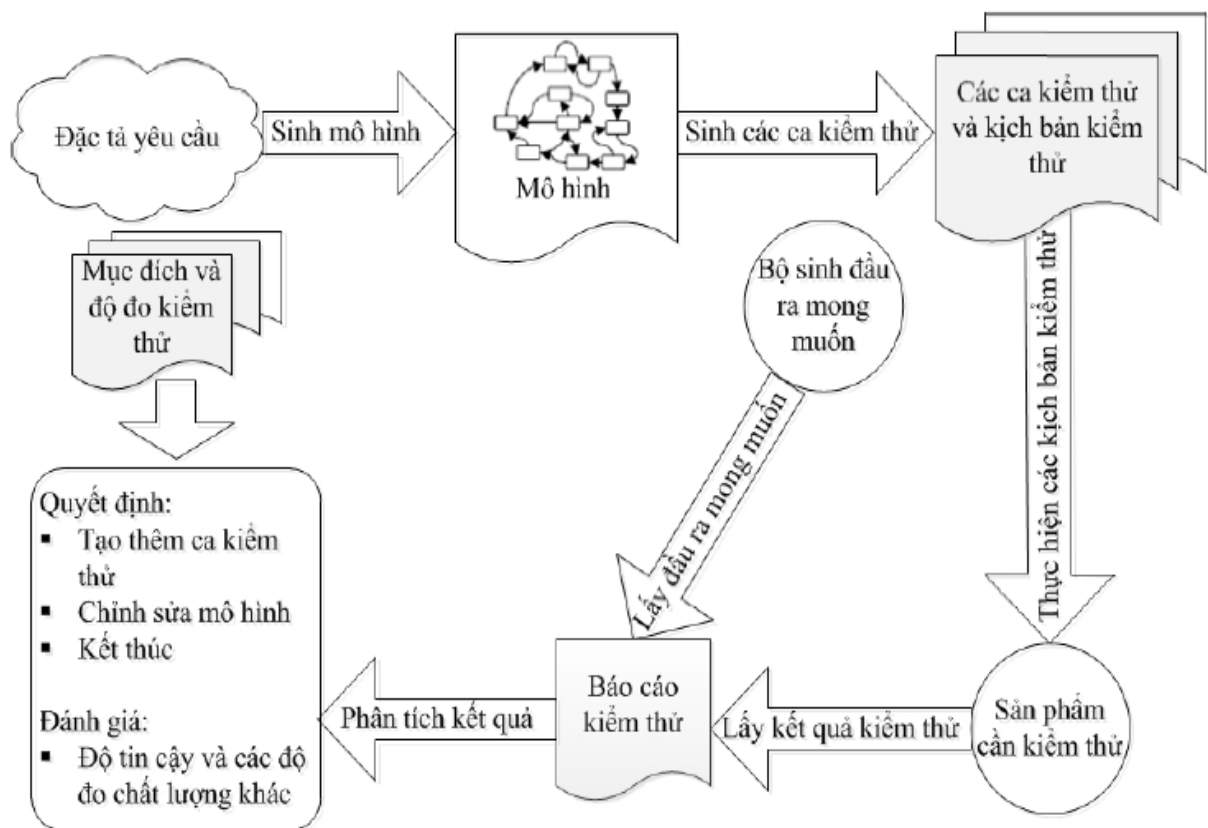 Đặc tả yêu cầu
Sinh mô hình
Mô hình
Sinh các ca kiểm thử
Các ca kiểm thử
và kịch bản kiểm
thử
Mục đích và
độ đo kiểm
thử
Bộ sinh đầu
ra mong
muốn
Lấy đầu ra mong muốn
Thực hiện các kịch bản kiểm thử
Quyết định:
▪ Tạo thêm ca kiểm
thử
▪ Chỉnh sửa mô hình
▪ Kết thúc
Đánh giá:
▪ Độ tin cậy và các độ
đo chất lượng khác
Phân tích kết quả
Báo cáo
kiểm thử
Lấy kết quả kiểm thử
Sản phẩm
cần kiểm thử